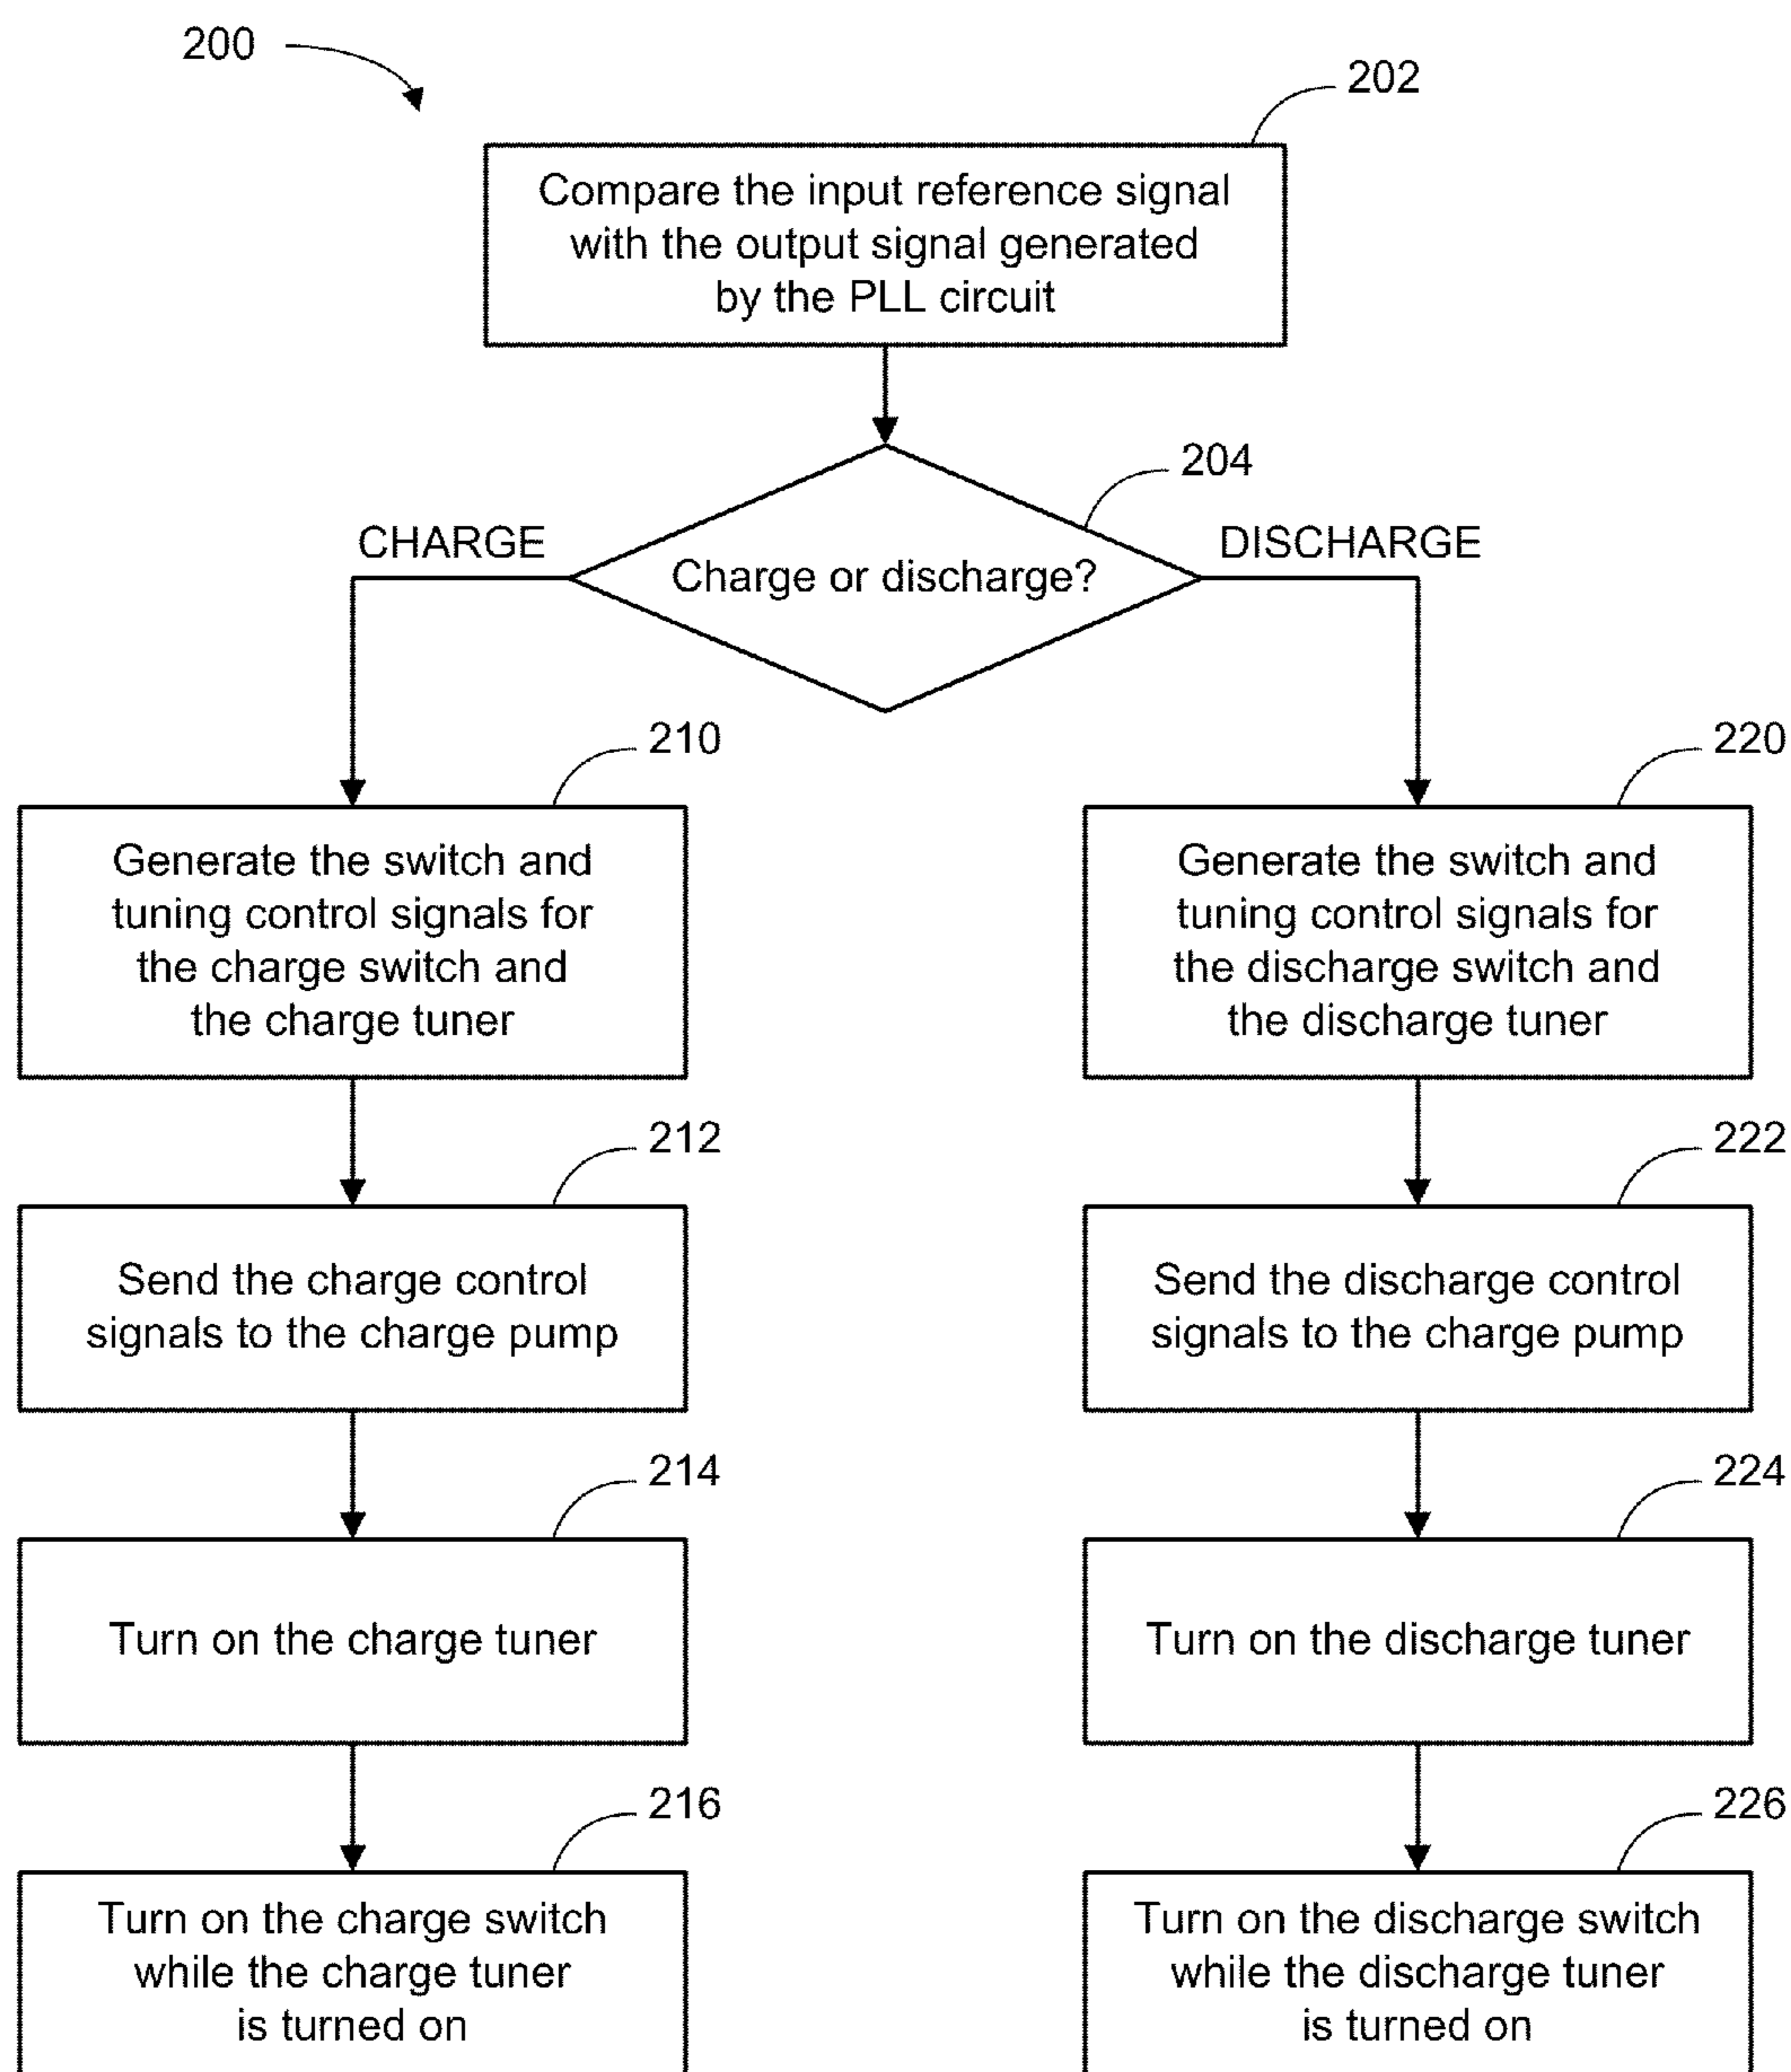 200
202
Compare the input reference signal
with the output signal generated
by the PLL circuit
204
CHARGE
DISCHARGE
Charge or discharge?
210
Generate the switch and
tuning control signals for
the charge switch and
the charge tuner
220
Generate the switch and
tuning control signals for
the discharge switch and
the discharge tuner
212
Send the charge control
signals to the charge pump
222
Send the discharge control
signals to the charge pump
214
Turn on the charge tuner
224
Turn on the discharge tuner
216
Turn on the charge switch
while the charge tuner
is turned on
226
Turn on the discharge switch
while the discharge tuner
is turned on